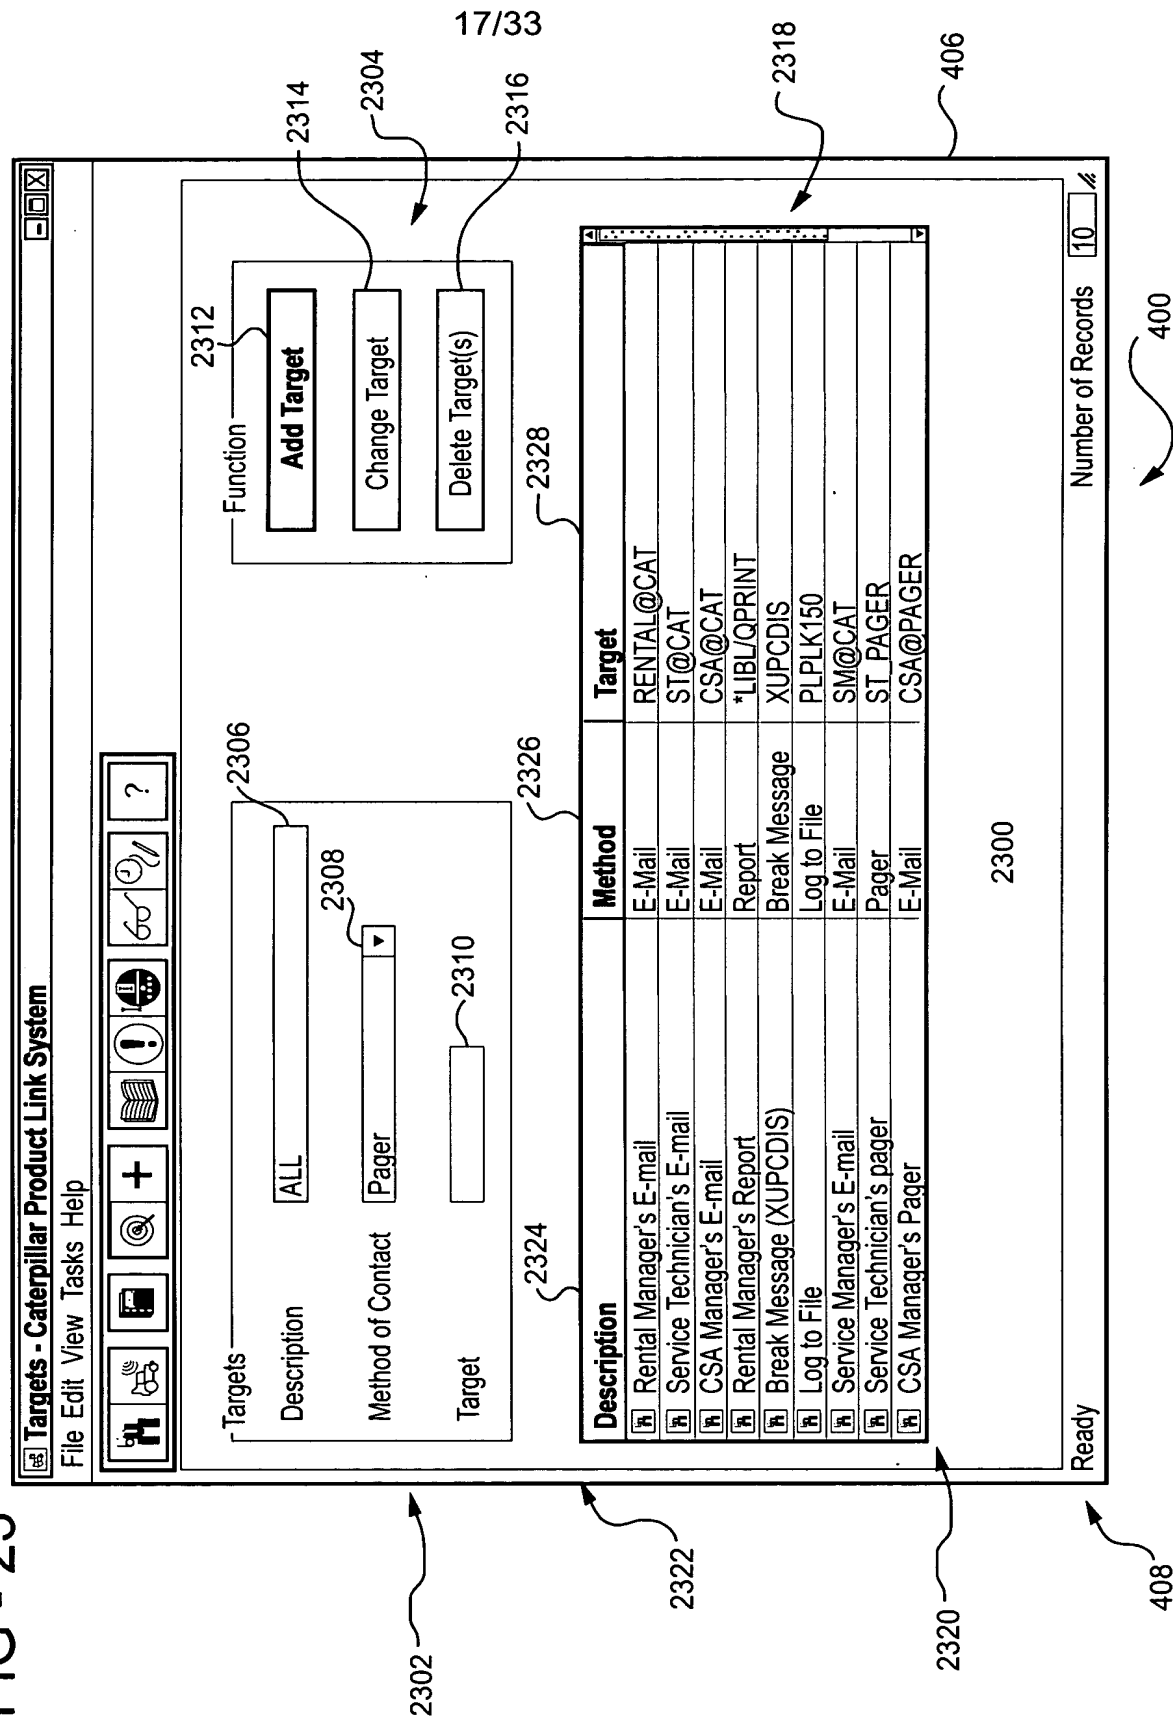 17/33
Targets - Caterpillar Product Link System
File Edit View Tasks Help
?
2302
Targets
Description
ALL
2306
Method of Contact
Pager
2308
Target
2310
Function
2312
Add Target
2314
Change Target
2304
Delete Target(s)
2316
2322
2324
2326
2328
Description Method Target
Rental Manager's E-mail E-Mail RENTAL@CAT
Service Technician's E-mail E-Mail ST@CAT
CSA Manager's E-mail E-Mail CSA@CAT
Rental Manager's Report Report *LIBL/QPRINT
Break Message (XUPCDIS) Break Message XUPCDIS
Log to File Log to File PLPLK150
Service Manager's E-mail E-Mail SM@CAT
Service Technician's pager Pager ST_PAGER
CSA Manager's Pager E-Mail CSA@PAGER
2318
2320
2300
406
Ready
Number of Records 10
408
400